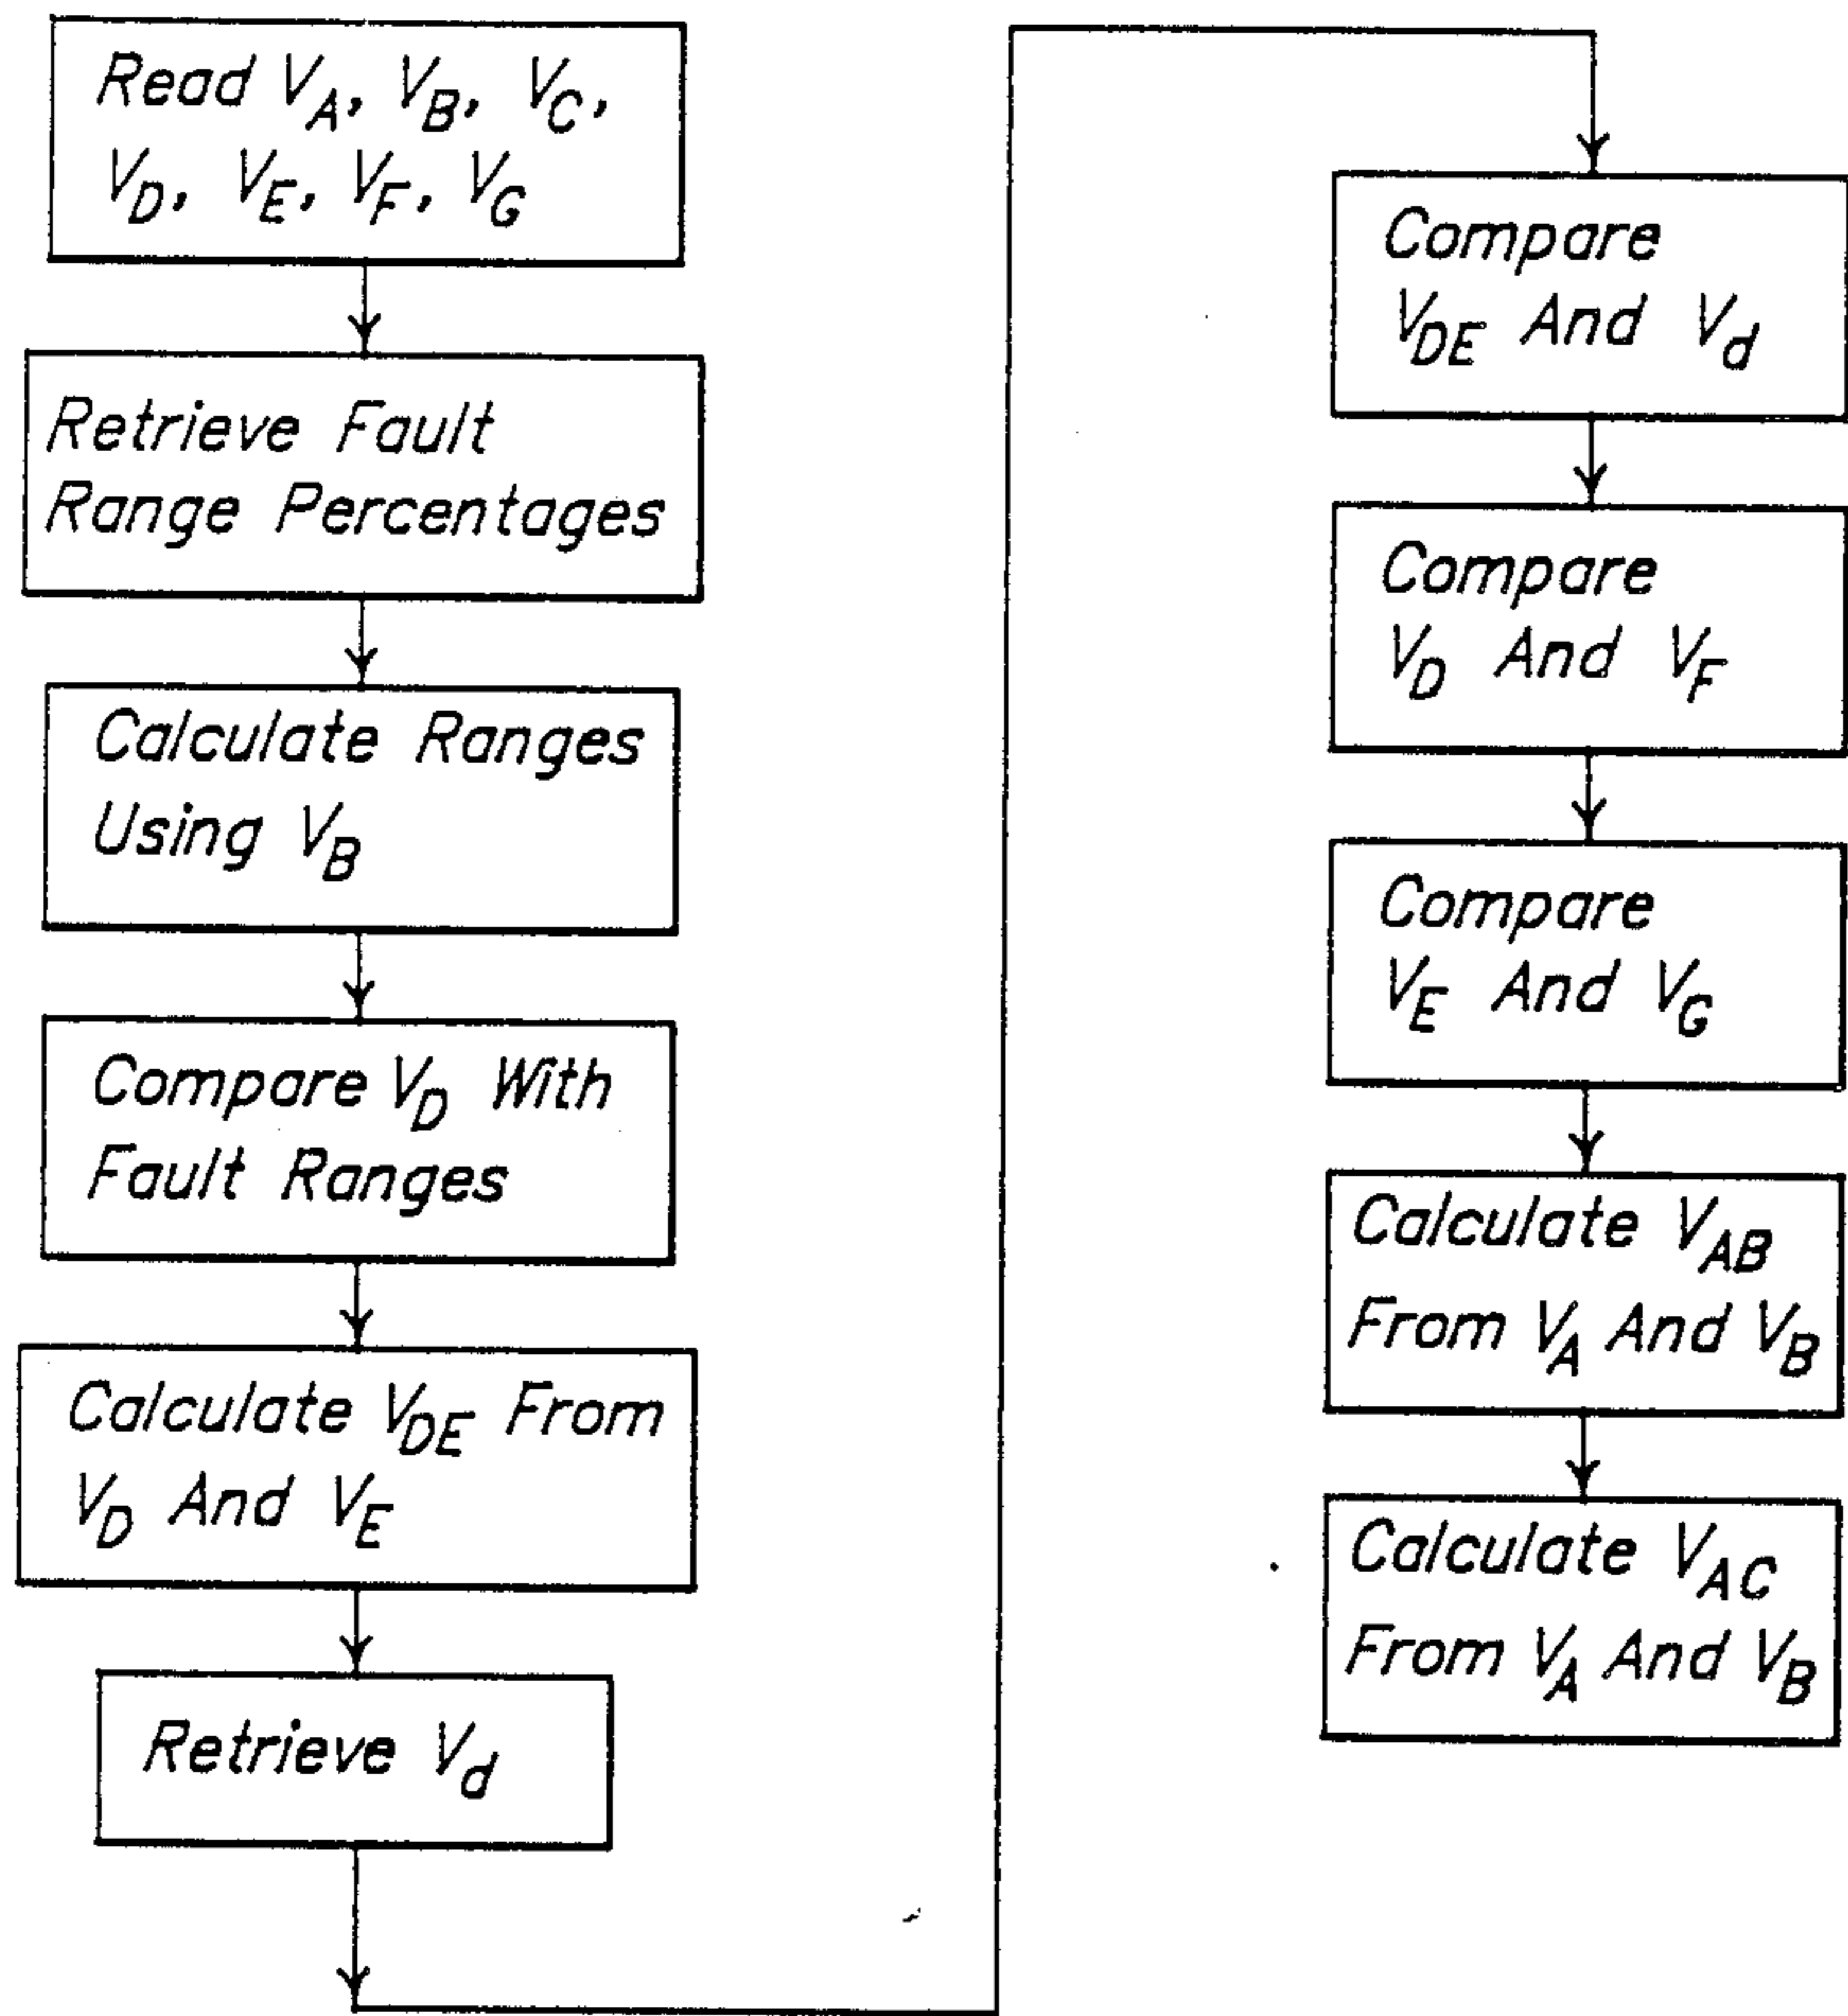 Read V_A, V_B, V_C,
V_D, V_E, V_F, V_G
Retrieve Fault
Range Percentages
Calculate Ranges
Using V_B
Compare V_D With
Fault Ranges
Calculate V_DE From
V_D And V_E
Retrieve V_d
Compare
V_DE And V_d
Compare
V_D And V_F
Compare
V_E And V_G
Calculate V_AB
From V_A And V_B
Calculate V_AC
From V_A And V_B